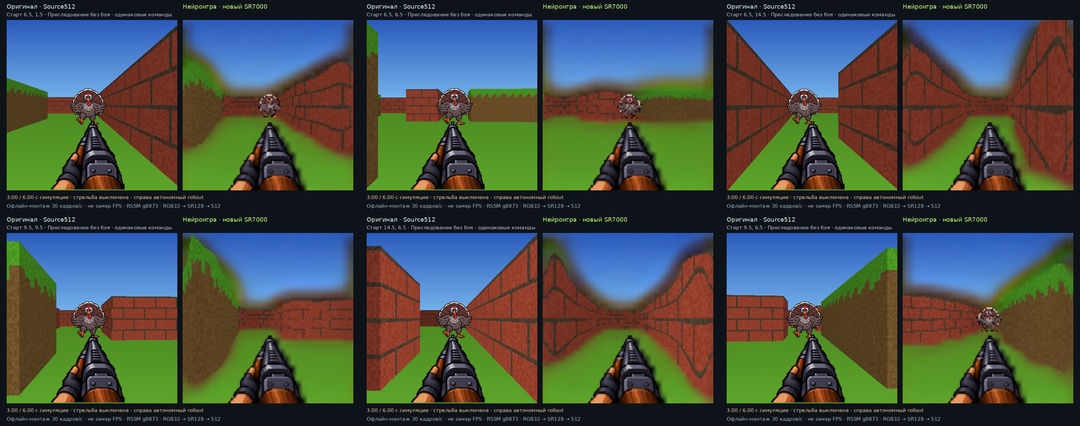 Оригинал · Source512
Нейроигра · новый SR7000
Старт 6.5, 1.5 · Преследование без боя · одинаковые команды
3.00 / 6.00 с симуляции · стрельба выключена · справа автономный rollout
Офлайн-монтаж 30 кадров/с · не замер FPS · RSSM g8873 · RGB32 → SR128 → 512
Оригинал · Source512
Нейроигра · новый SR7000
Старт 6.5, 6.5 · Преследование без боя · одинаковые команды
3.00 / 6.00 с симуляции · стрельба выключена · справа автономный rollout
Офлайн-монтаж 30 кадров/с · не замер FPS · RSSM g8873 · RGB32 → SR128 → 512
Оригинал · Source512
Нейроигра · новый SR7000
Старт 6.5, 14.5 · Преследование без боя · одинаковые команды
3.00 / 6.00 с симуляции · стрельба выключена · справа автономный rollout
Офлайн-монтаж 30 кадров/с · не замер FPS · RSSM g8873 · RGB32 → SR128 → 512
Оригинал · Source512
Нейроигра · новый SR7000
Старт 9.5, 9.5 · Преследование без боя · одинаковые команды
3.00 / 6.00 с симуляции · стрельба выключена · справа автономный rollout
Офлайн-монтаж 30 кадров/с · не замер FPS · RSSM g8873 · RGB32 → SR128 → 512
Оригинал · Source512
Нейроигра · новый SR7000
Старт 14.5, 6.5 · Преследование без боя · одинаковые команды
3.00 / 6.00 с симуляции · стрельба выключена · справа автономный rollout
Офлайн-монтаж 30 кадров/с · не замер FPS · RSSM g8873 · RGB32 → SR128 → 512
Оригинал · Source512
Нейроигра · новый SR7000
Старт 9.5, 6.5 · Преследование без боя · одинаковые команды
3.00 / 6.00 с симуляции · стрельба выключена · справа автономный rollout
Офлайн-монтаж 30 кадров/с · не замер FPS · RSSM g8873 · RGB32 → SR128 → 512